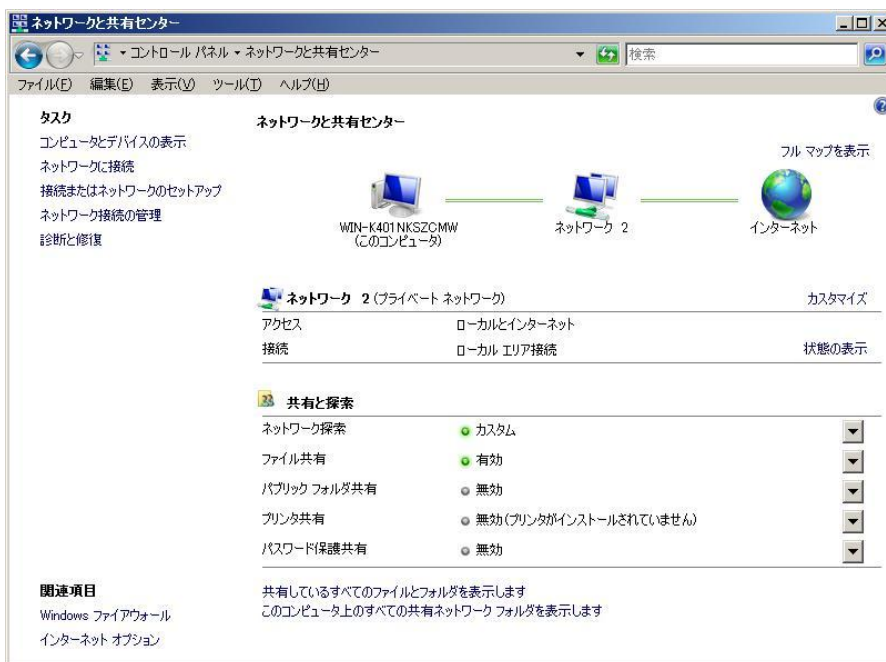 ネットワークと共有センター
コントロール パネル ネットワークと共有センター 検索
ファイル(F) 編集(E) 表示(V) ツール(T) ヘルプ(H)
タスク
コンピュータとデバイスの表示
ネットワークに接続
接続またはネットワークのセットアップ
ネットワーク接続の管理
診断と修復
ネットワークと共有センター
フル マップを表示
WIN-K401NKSZCMW
(このコンピュータ)
ネットワーク 2
インターネット
ネットワーク 2 (プライベート ネットワーク) カスタマイズ
アクセス ローカルとインターネット
接続 ローカル エリア接続 状態の表示
共有と探索
ネットワーク探索 カスタム
ファイル共有 有効
パブリック フォルダ共有 無効
プリンタ共有 無効(プリンタがインストールされていません)
パスワード保護共有 無効
共有しているすべてのファイルとフォルダを表示します
このコンピュータ上のすべての共有ネットワーク フォルダを表示します
関連項目
Windows ファイアウォール
インターネット オプション